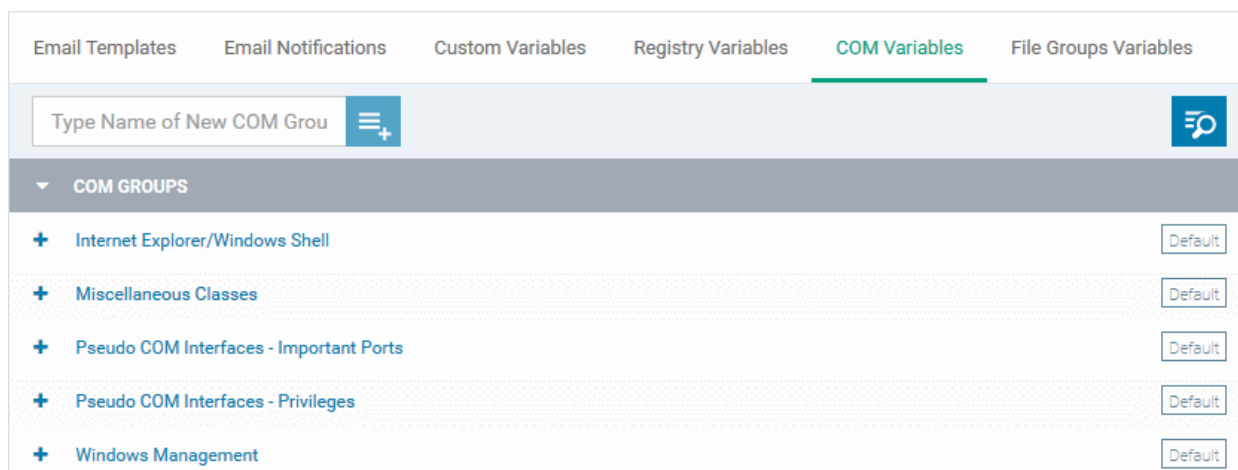 Email Templates Email Notifications Custom Variables Registry Variables COM Variables File Groups Variables
Type Name of New COM Grou
COM GROUPS
Internet Explorer/Windows Shell Default
Miscellaneous Classes Default
Pseudo COM Interfaces - Important Ports Default
Pseudo COM Interfaces - Privileges Default
Windows Management Default